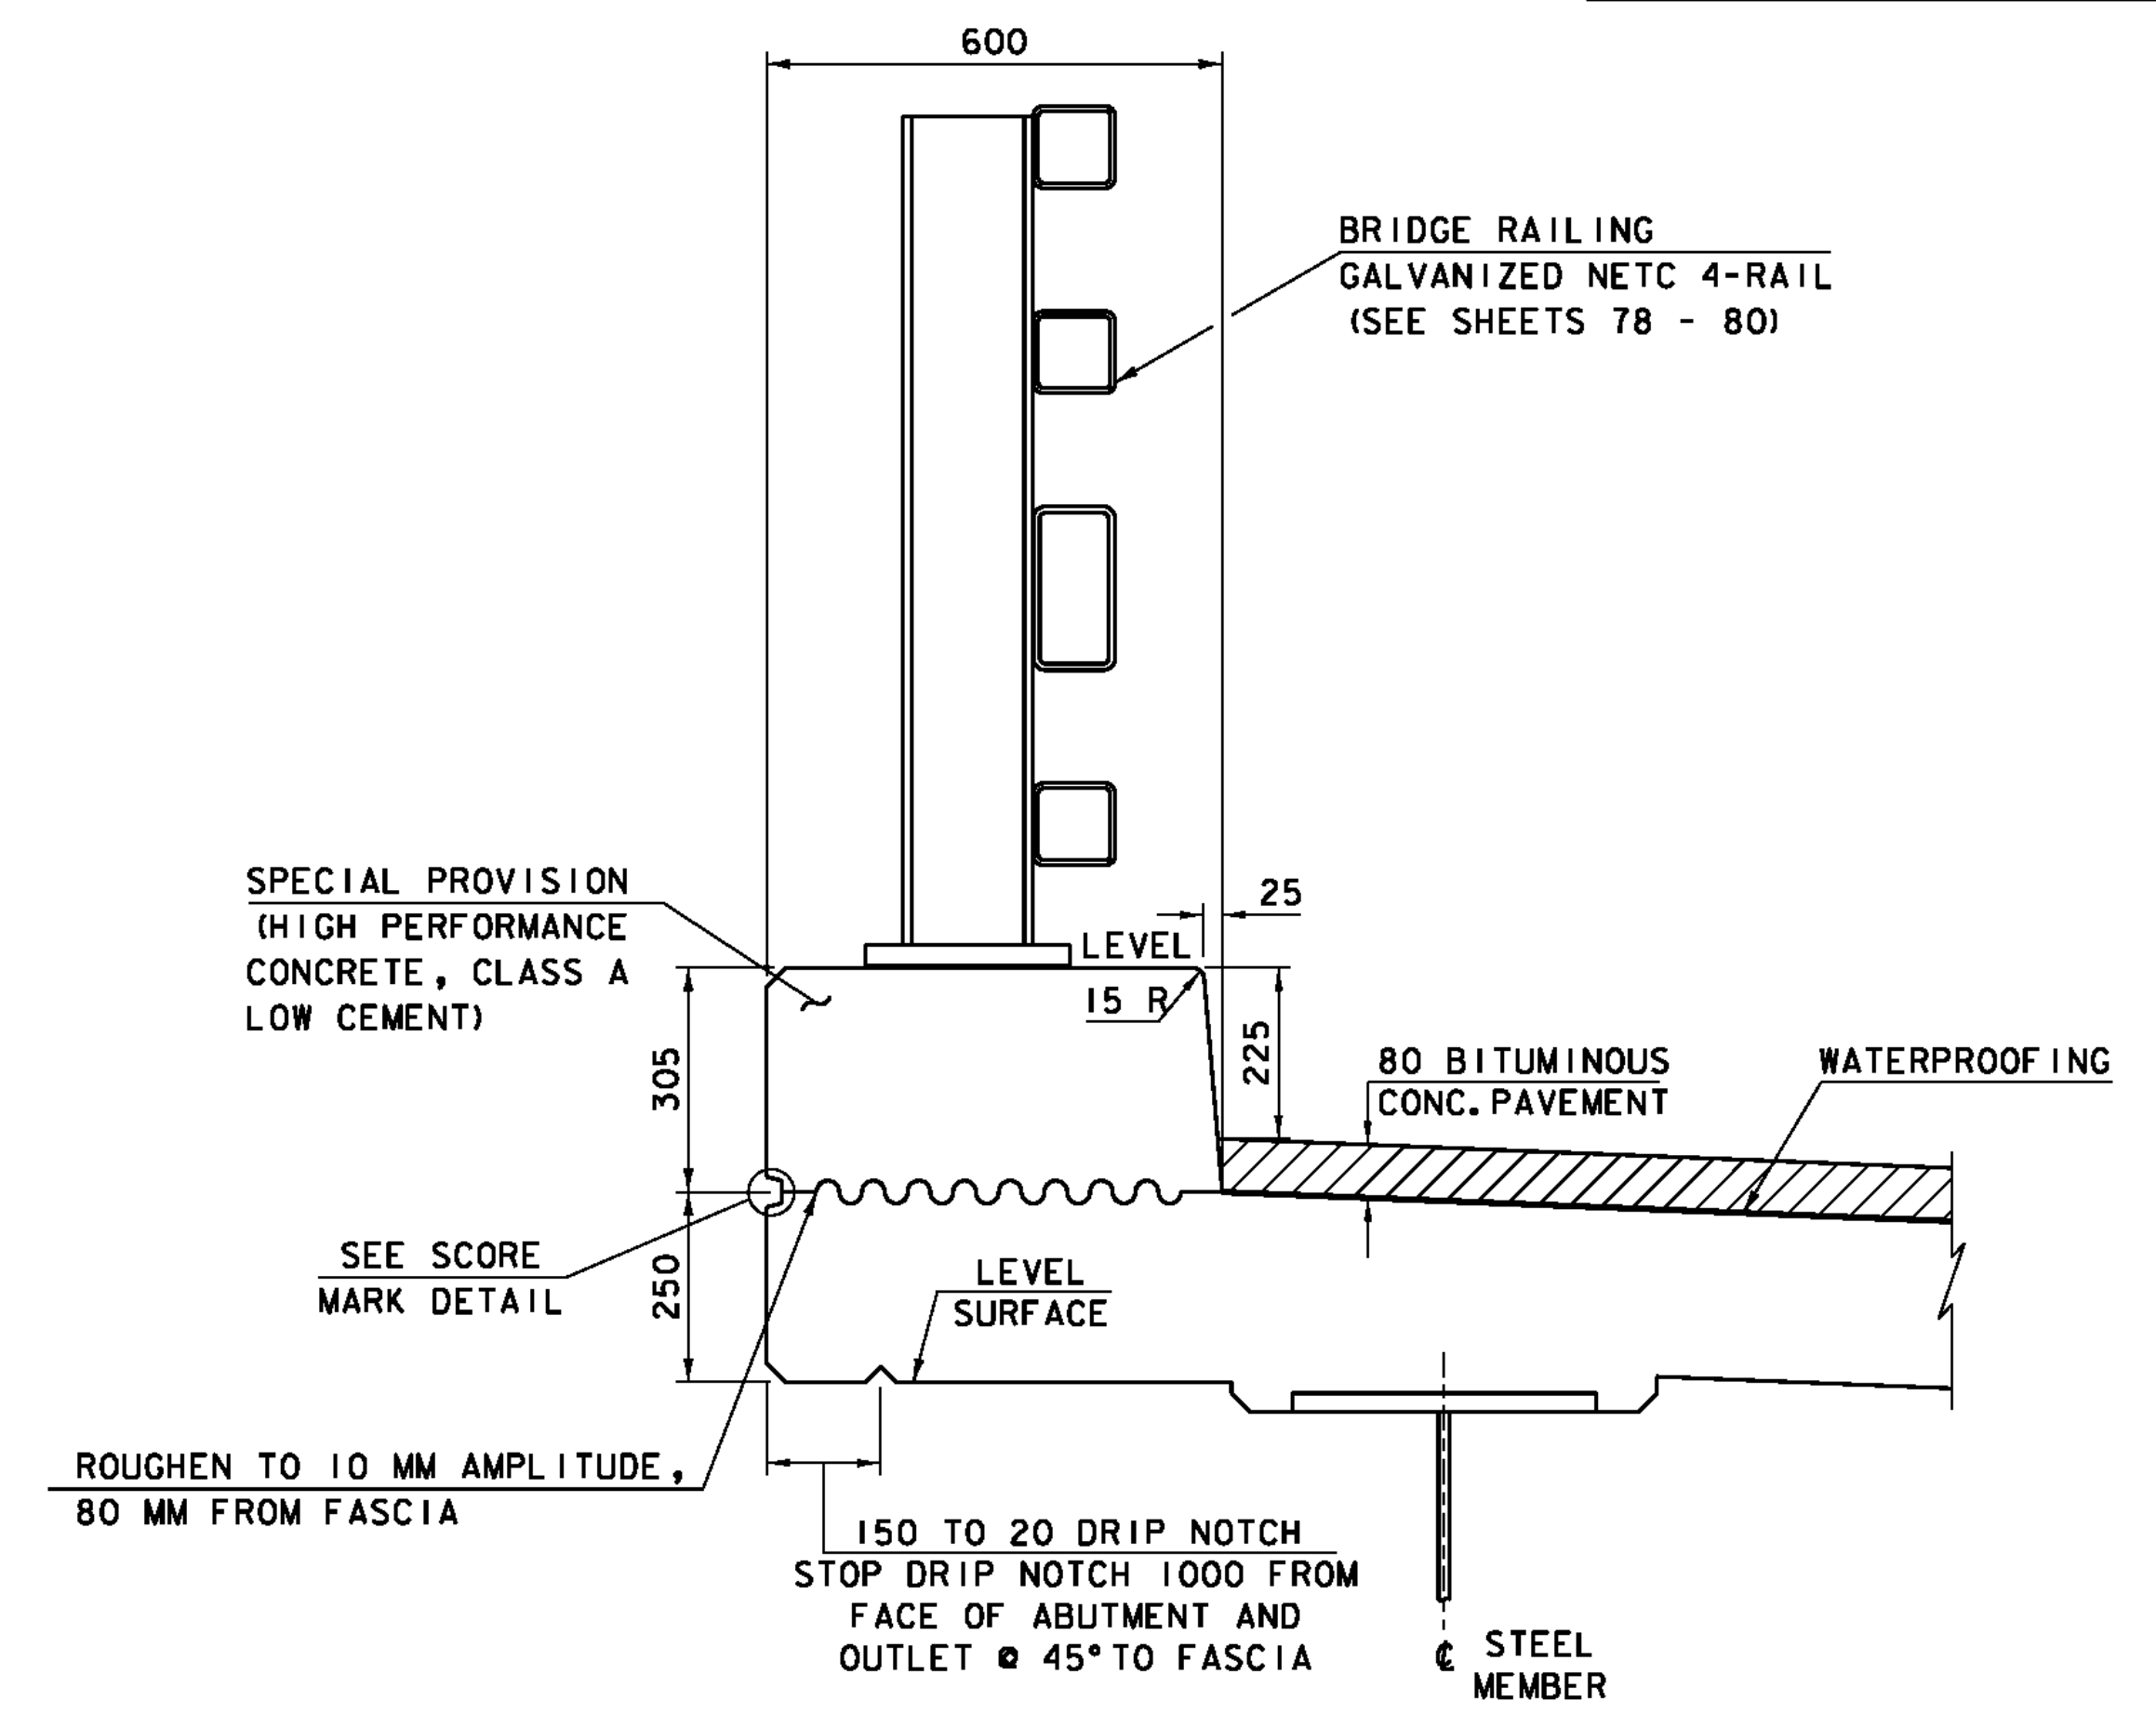 600
BRIDGE RAILING
GALVANIZED NETC 4-RAIL
(SEE SHEETS 78 - 80)
SPECIAL PROVISION
(HIGH PERFORMANCE
CONCRETE, CLASS A
LOW CEMENT)
25
LEVEL
15 R
225
305
80 BITUMINOUS
CONC. PAVEMENT
WATERPROOFING
SEE SCORE
MARK DETAIL
250
LEVEL
SURFACE
ROUGHEN TO 10 MM AMPLITUDE,
80 MM FROM FASCIA
150 TO 20 DRIP NOTCH
STOP DRIP NOTCH 1000 FROM
FACE OF ABUTMENT AND
OUTLET @ 45° TO FASCIA
℄ STEEL
MEMBER